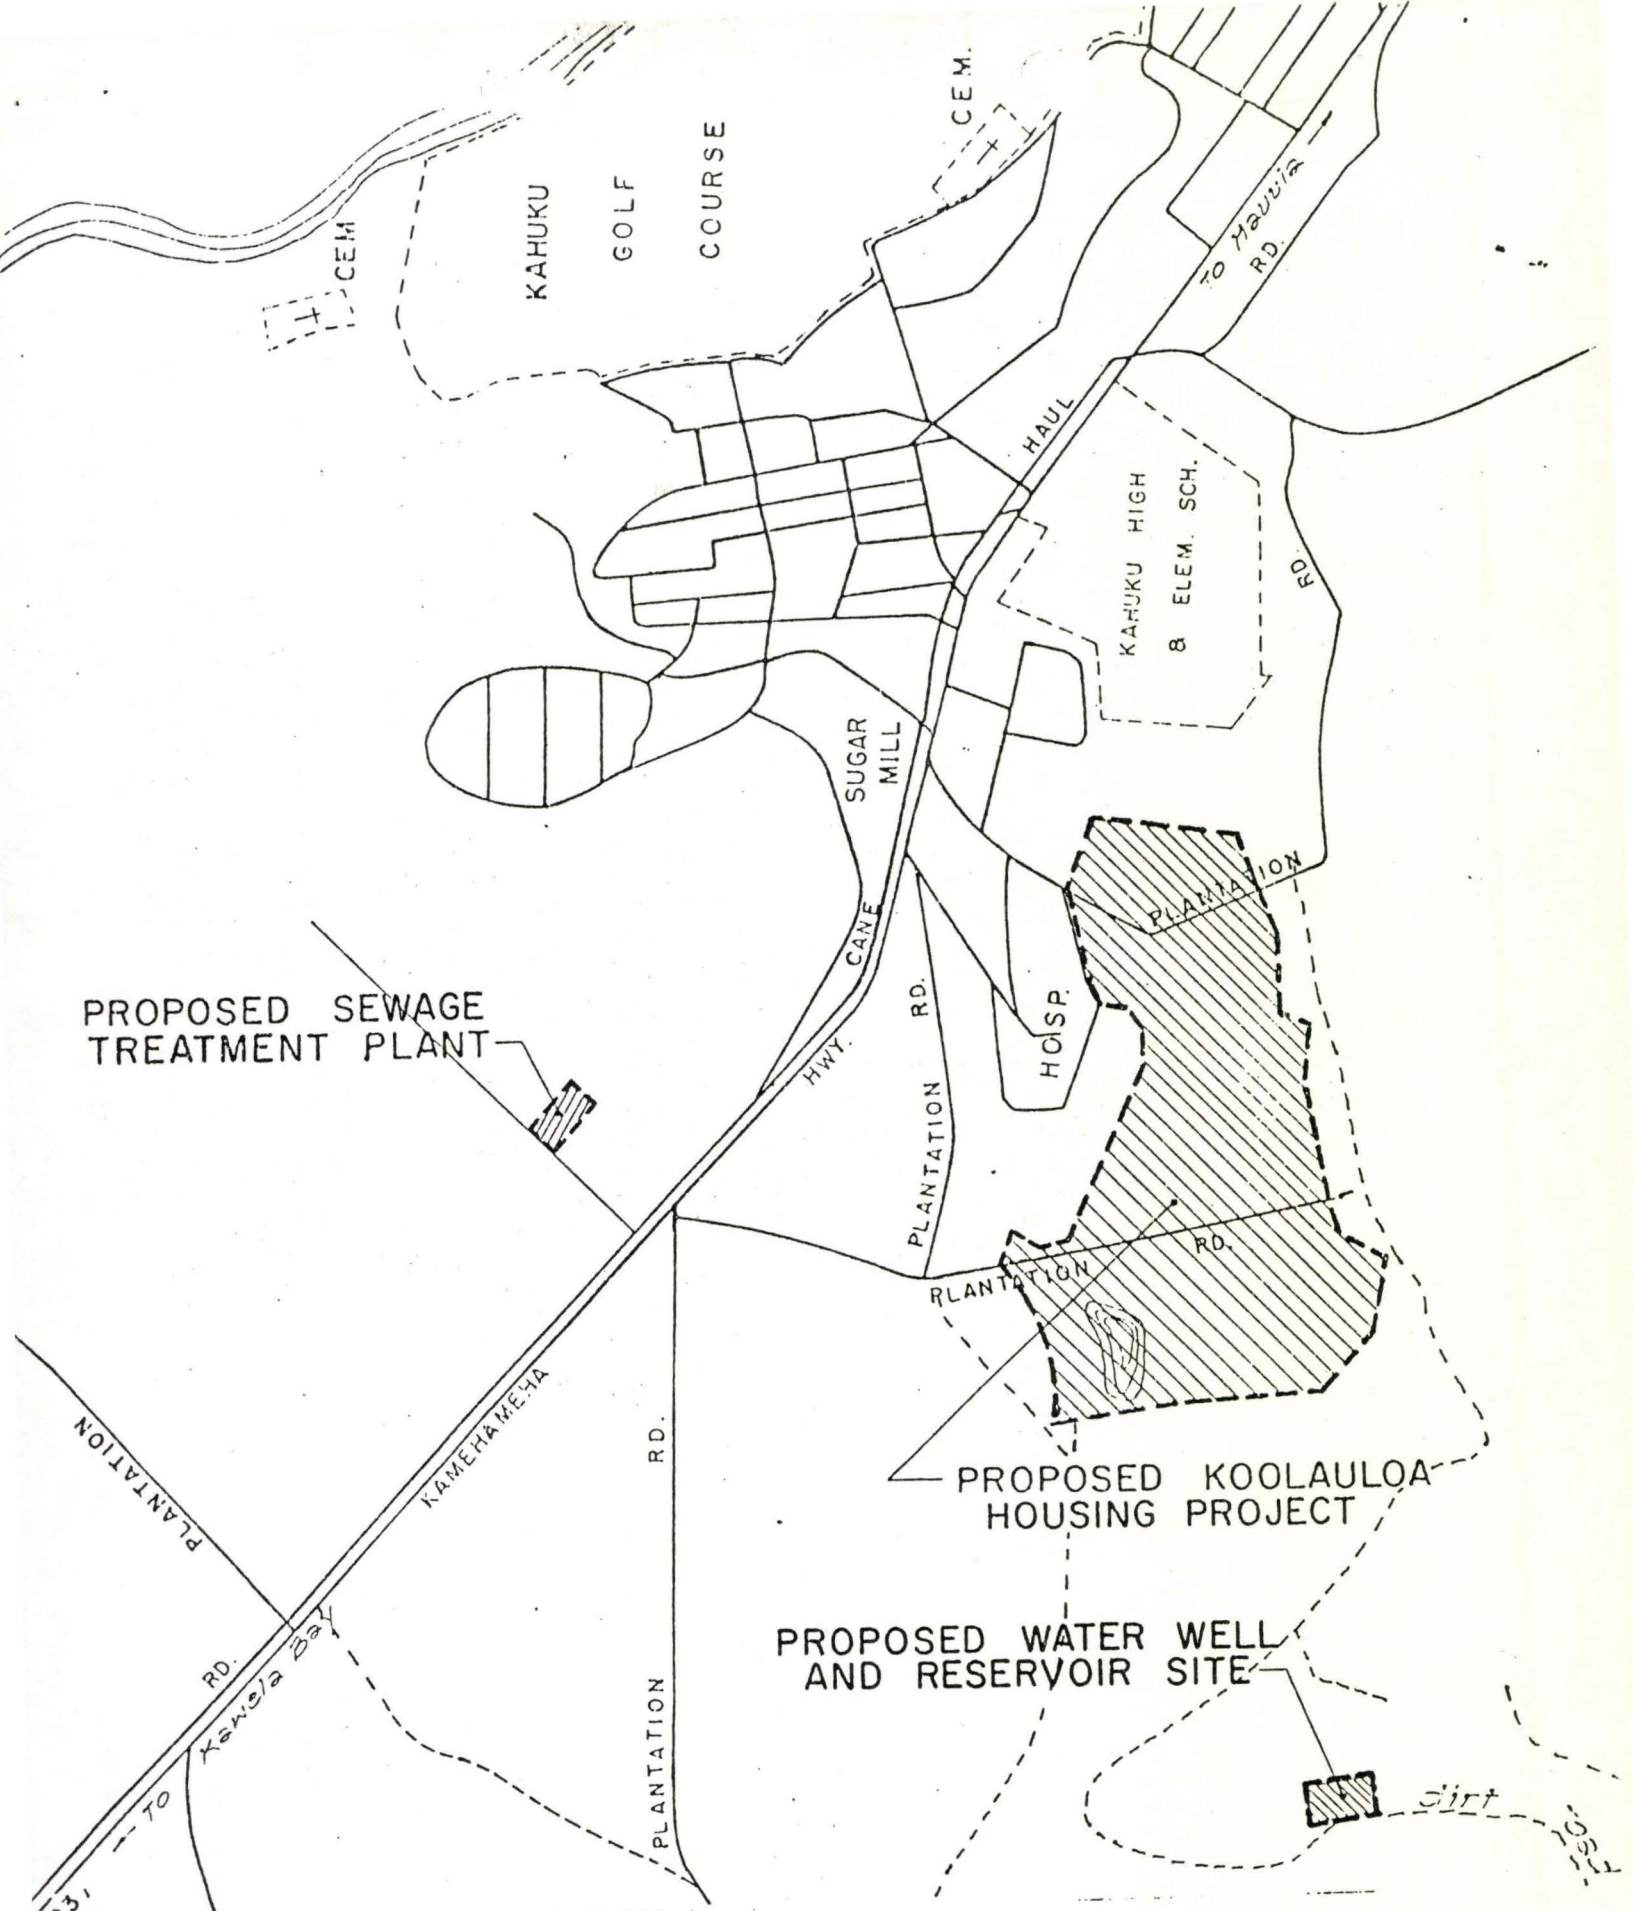 CEM.
KAHUKU
GOLF
COURSE
CEM
TO Hauula
RD.
HAUL
KAHUKU HIGH
& ELEM. SCH.
RD.
SUGAR
MILL
PLANTATION
CANE
RD.
HOSP.
PROPOSED SEWAGE
TREATMENT PLANT
HWY.
PLANTATION
RD.
PLANTATION
KAMEHAMEHA
RD.
PLANTATION
PROPOSED KOOLAULOA
HOUSING PROJECT
PROPOSED WATER WELL
AND RESERVOIR SITE
RD.
TO Kawela Bay
PLANTATION
dirt